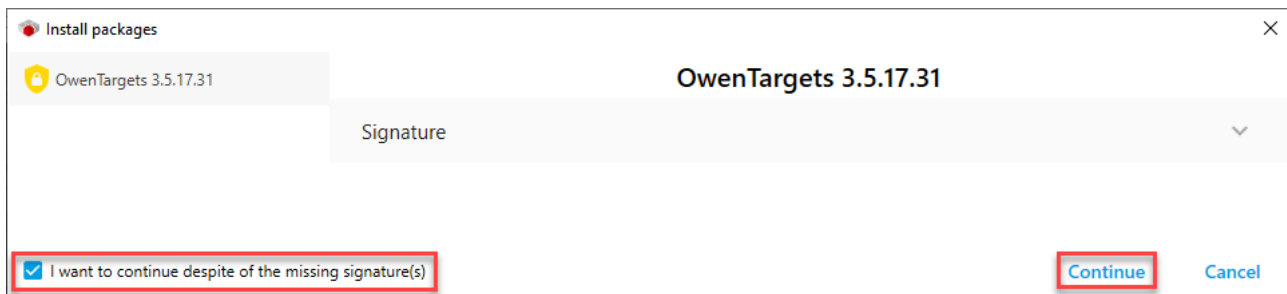 Install packages
OwenTargets 3.5.17.31
OwenTargets 3.5.17.31
Signature
I want to continue despite of the missing signature(s)
Continue
Cancel